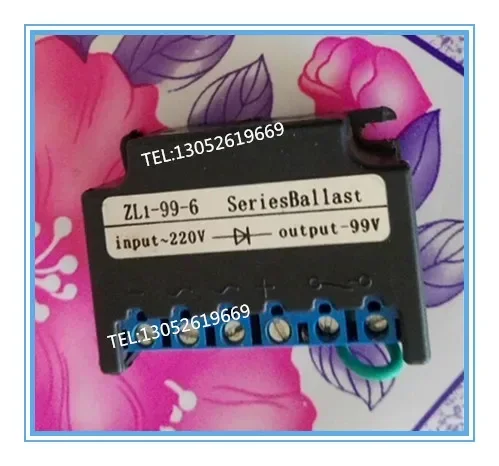 TEL:13052619669
ZL1-99-6 SeriesBallast
input~220V output-99V
- ~ ~ +
TEL:13052619669